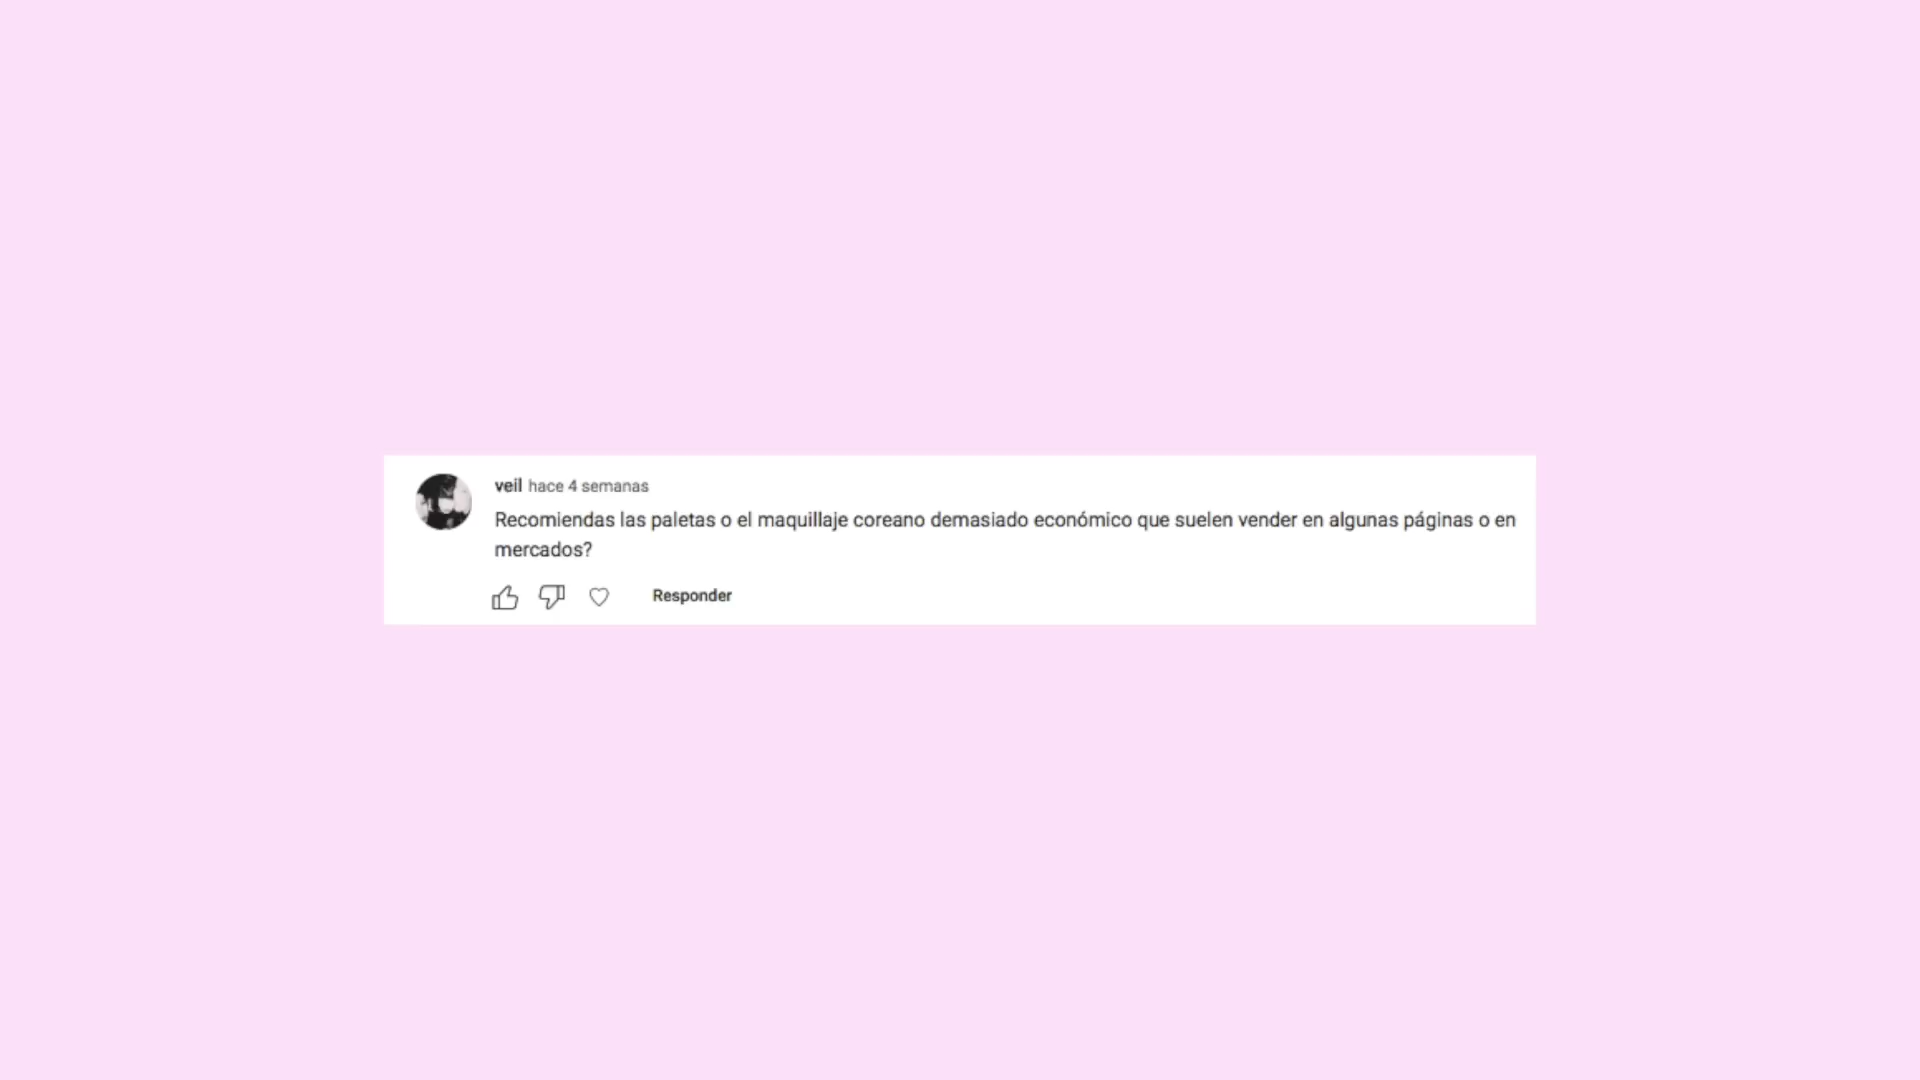 veil hace 4 semanas
Recomiendas las paletas o el maquillaje coreano demasiado económico que suelen vender en algunas páginas o en
mercados?
Responder